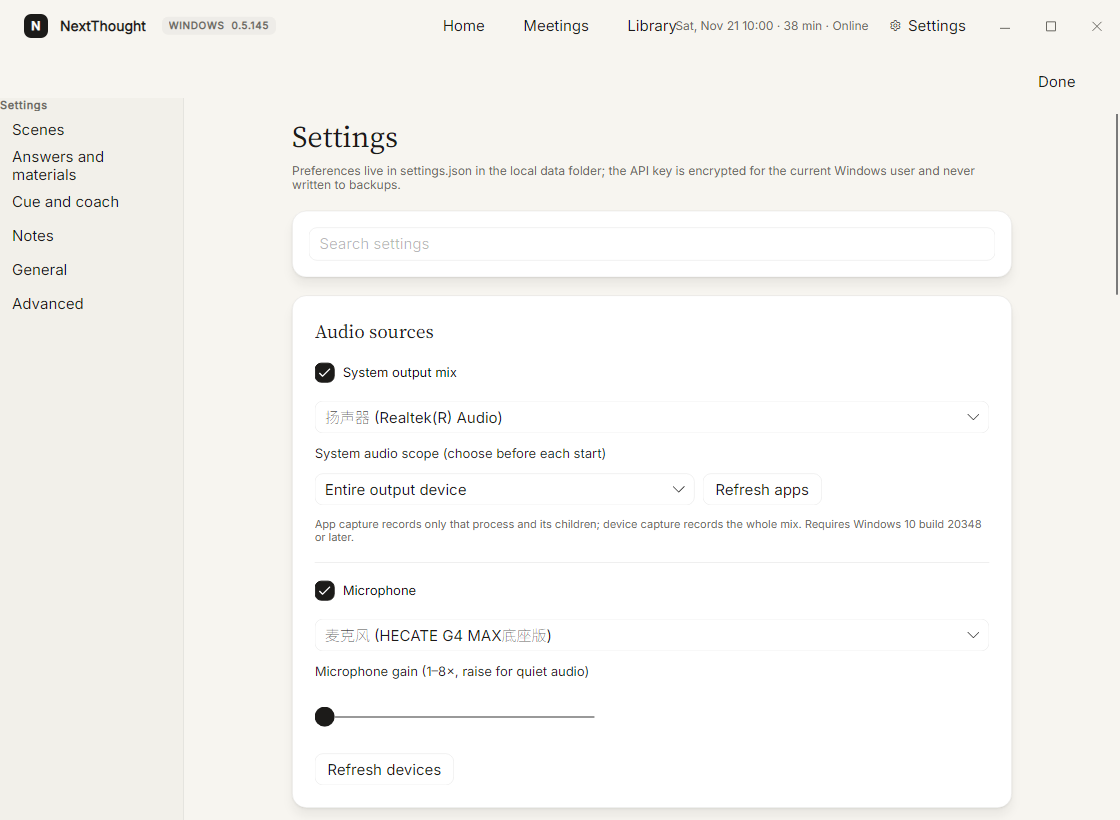 N NextThought WINDOWS 0.5.145 Home Meetings Library Sat, Nov 21 10:00 · 38 min · Online Settings
Done
Settings
Scenes
Answers and
materials
Cue and coach
Notes
General
Advanced
Settings
Preferences live in settings.json in the local data folder; the API key is encrypted for the current Windows user and never
written to backups.
Search settings
Audio sources
System output mix
扬声器 (Realtek(R) Audio)
System audio scope (choose before each start)
Entire output device Refresh apps
App capture records only that process and its children; device capture records the whole mix. Requires Windows 10 build 20348
or later.
Microphone
麦克风 (HECATE G4 MAX底座版)
Microphone gain (1–8×, raise for quiet audio)
Refresh devices